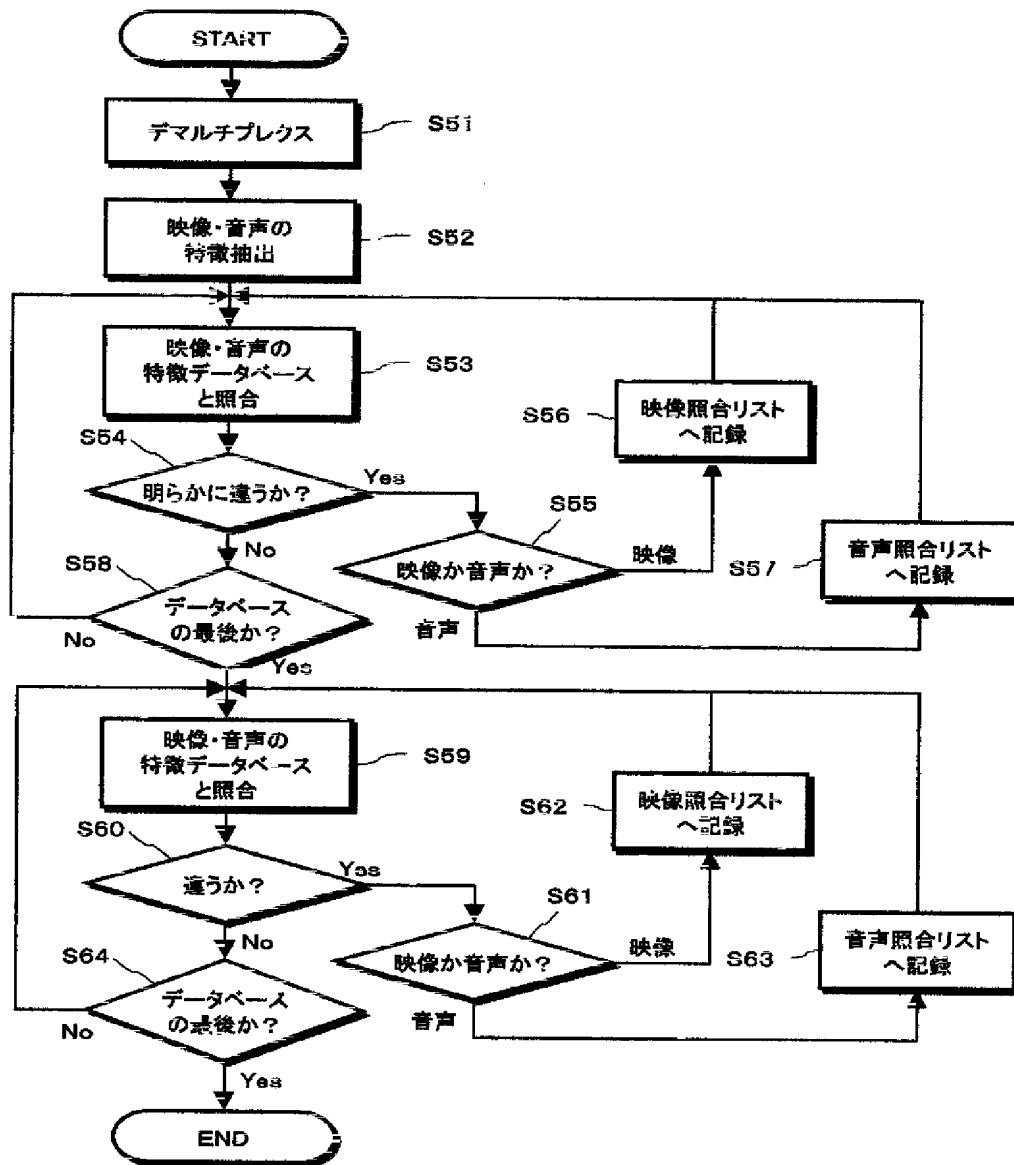 START
デマルチプレクス
S51
映像・音声の
特徴抽出
S52
映像・音声の
特徴データベース
と照合
S53
S54
明らかに違うか？
Yes
No
S55
映像か音声か？
映像
音声
S56
映像照合リスト
へ記録
S57
音声照合リスト
へ記録
S58
データベース
の最後か？
No
Yes
映像・音声の
特徴データベース
と照合
S59
S60
違うか？
Yes
No
S61
映像か音声か？
映像
音声
S62
映像照合リスト
へ記録
S63
音声照合リスト
へ記録
S64
データベース
の最後か？
No
Yes
END